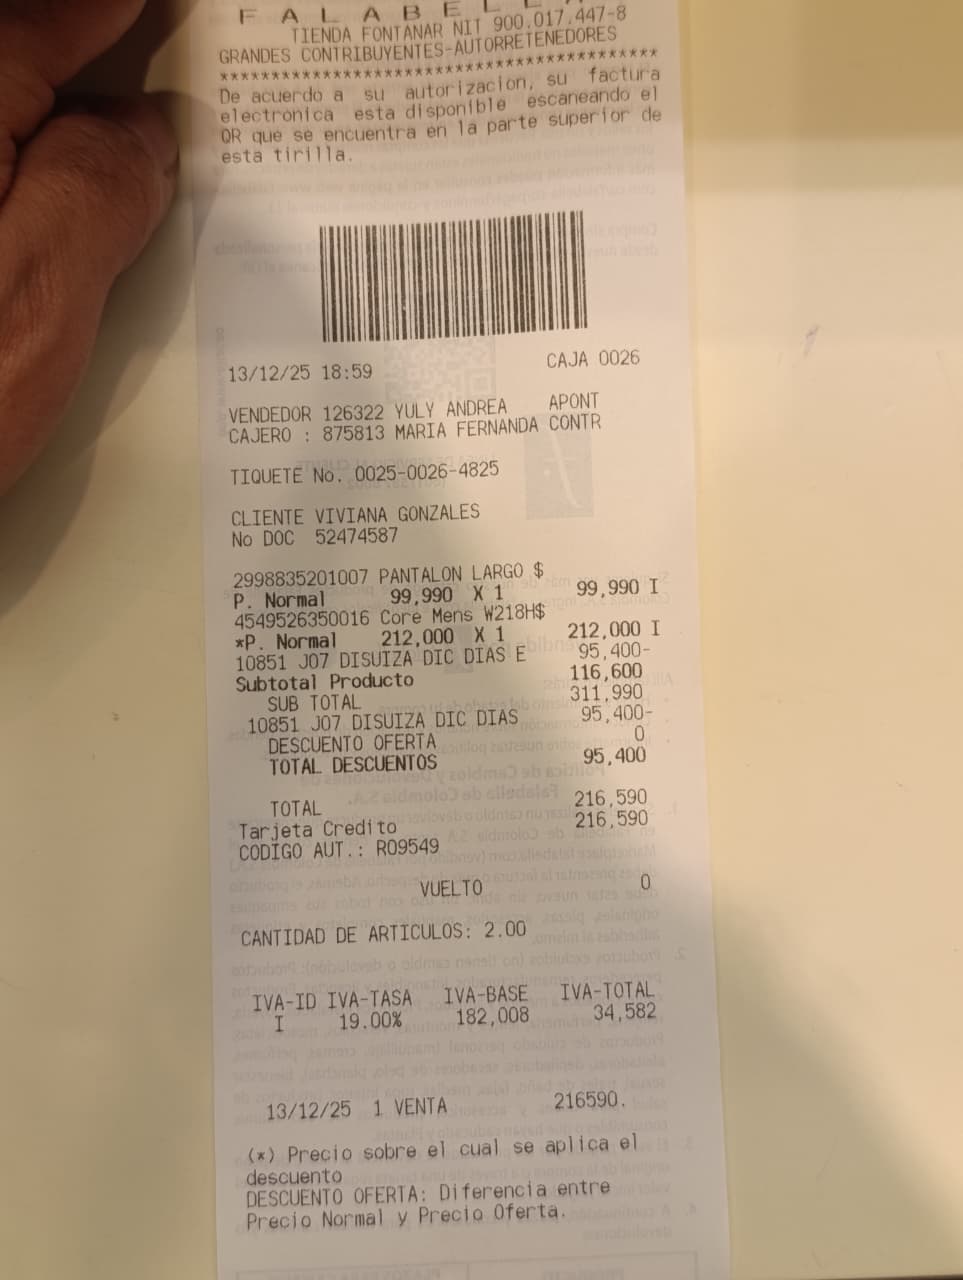 FALABELLA
TIENDA FONTANAR NIT 900.017.447-8
GRANDES CONTRIBUYENTES-AUTORRETENEDORES
******************************************
De acuerdo a su autorizacion, su factura
electronica esta disponible escaneando el
QR que se encuentra en la parte superior de
esta tirilla.
13/12/25 18:59 CAJA 0026
VENDEDOR 126322 YULY ANDREA APONT
CAJERO : 875813 MARIA FERNANDA CONTR
TIQUETE No. 0025-0026-4825
CLIENTE VIVIANA GONZALES
No DOC 52474587
2998835201007 PANTALON LARGO $
P. Normal 99,990 X 1 99,990 I
4549526350016 Core Mens W218H$
*P. Normal 212,000 X 1 212,000 I
10851 J07 DISUIZA DIC DIAS E 95,400-
Subtotal Producto 116,600
SUB TOTAL 311,990
10851 J07 DISUIZA DIC DIAS 95,400-
DESCUENTO OFERTA 0
TOTAL DESCUENTOS 95,400
TOTAL 216,590
Tarjeta Credito 216,590
CODIGO AUT.: R09549
VUELTO 0
CANTIDAD DE ARTICULOS: 2.00
IVA-ID IVA-TASA IVA-BASE IVA-TOTAL
I 19.00% 182,008 34,582
13/12/25 1 VENTA 216590.
(*) Precio sobre el cual se aplica el
descuento
DESCUENTO OFERTA: Diferencia entre
Precio Normal y Precio Oferta.